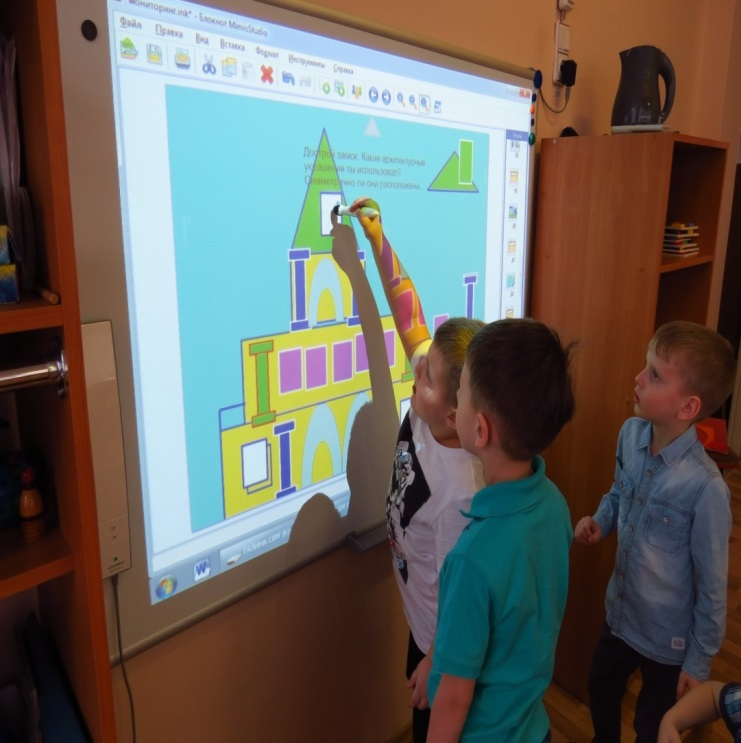 мониторинг.ink* - Блокнот MimioStudio
Файл Правка Вид Вставка Формат Инструменты Справка
Дострой замок. Какие архитектурные
украшения ты использовал?
Симметрично ли они расположены
W